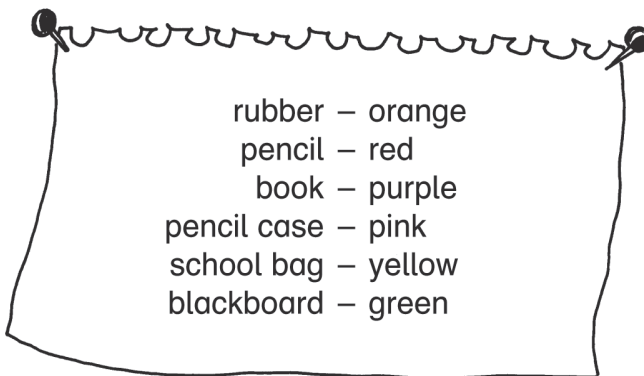 rubber – orange
pencil – red
book – purple
pencil case – pink
school bag – yellow
blackboard – green